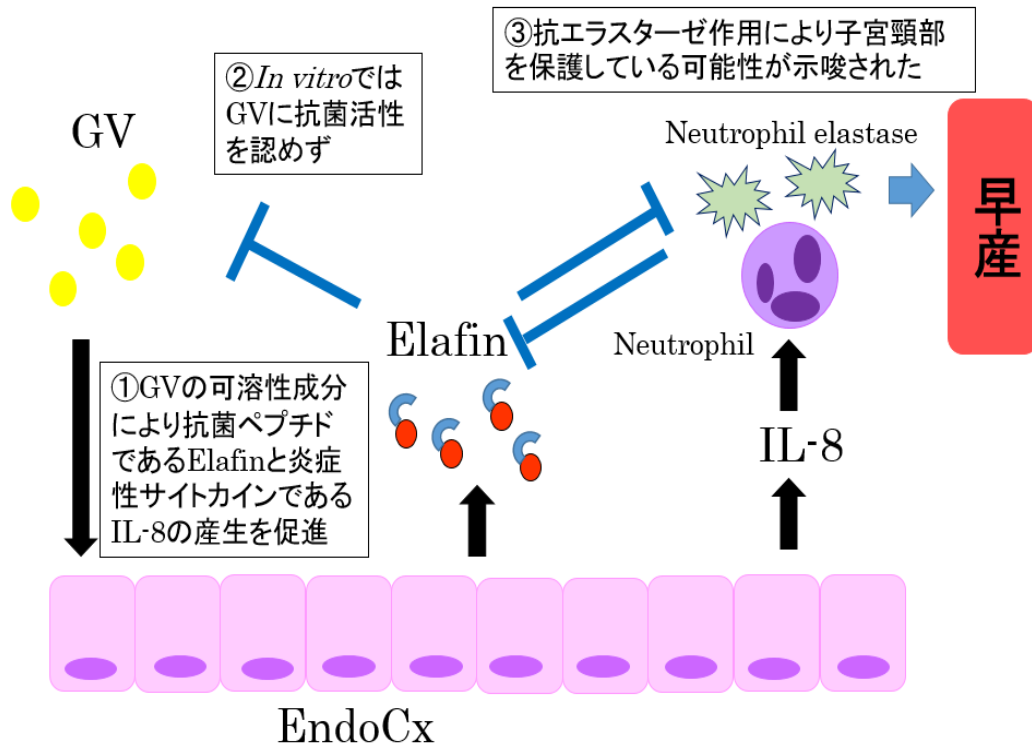 ③抗エラスターゼ作用により子宮頸部
を保護している可能性が示唆された
②In vitroでは
GVに抗菌活性
を認めず
GV
Neutrophil elastase
早産
Elafin
Neutrophil
①GVの可溶性成分
により抗菌ペプチド
であるElafinと炎症
性サイトカインである
IL-8の産生を促進
IL-8
EndoCx